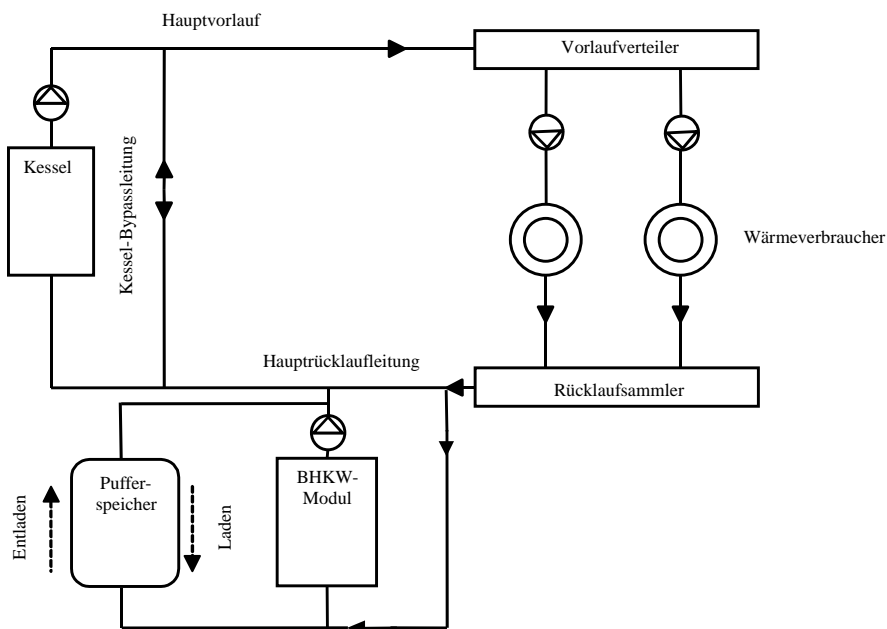 Hauptvorlauf
Vorlaufverteiler
Kessel
Kessel-Bypassleitung
Wärmeverbraucher
Hauptrücklaufleitung
Rücklaufsammler
Puffer-
speicher
BHKW-
Modul
Entladen
Laden